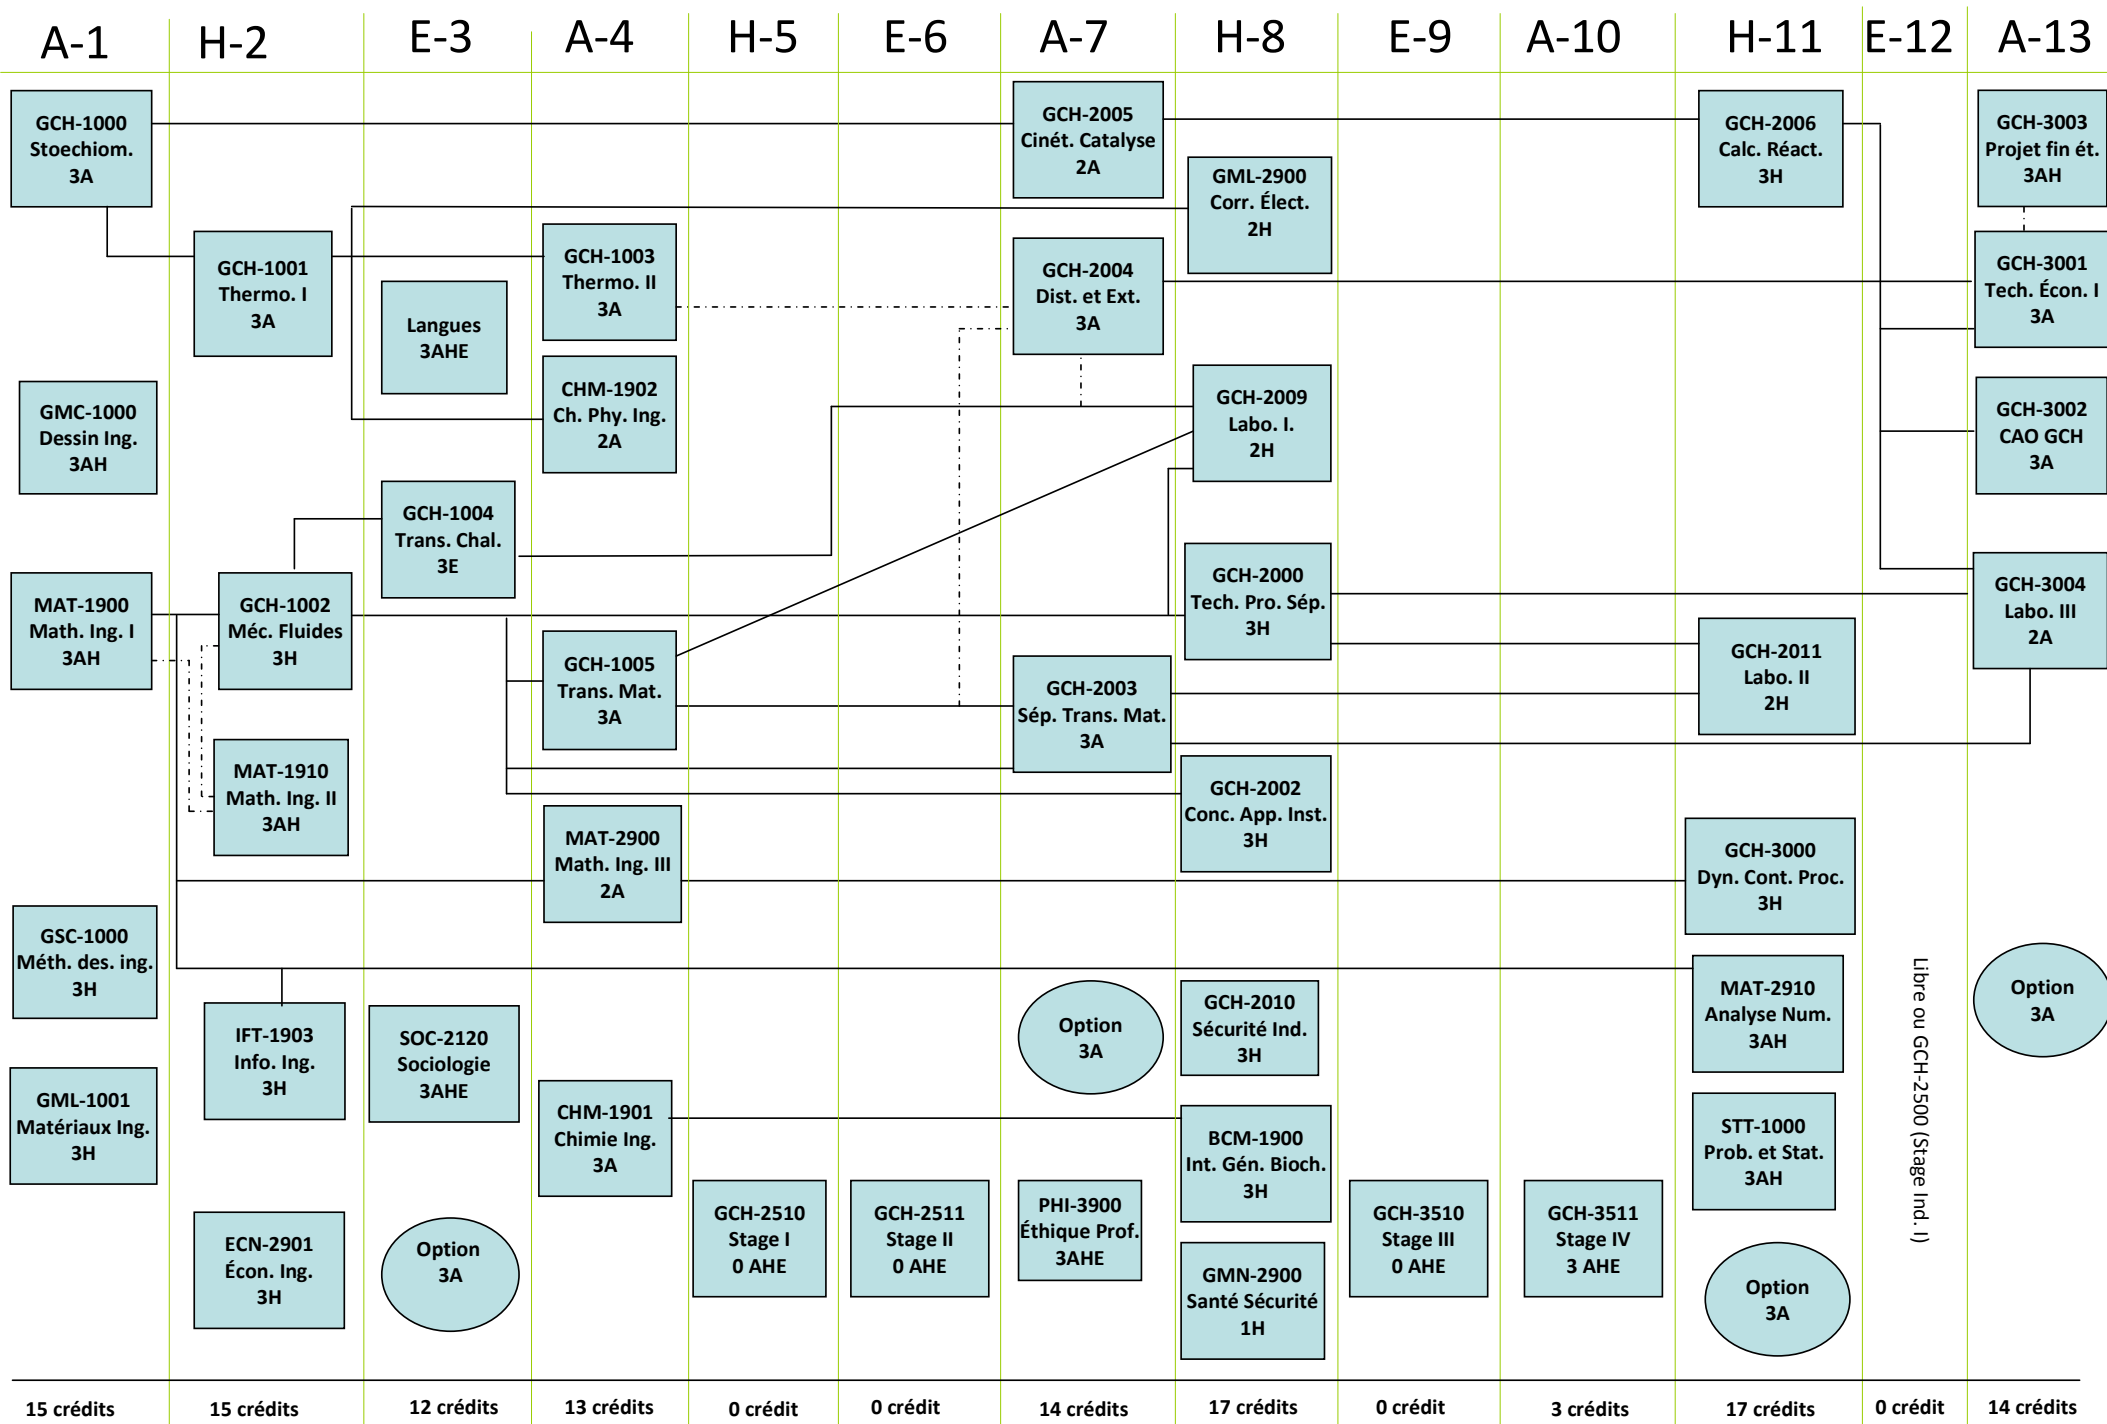 A-1
H-2
E-3
A-4
H-5
E-6
A-7
H-8
E-9
A-10
H-11
E-12
A-13
GCH-1000
Stoechiom.
3A
GMC-1000
Dessin Ing.
3AH
MAT-1900
Math. Ing. I
3AH
GSC-1000
Méth. des. ing.
3H
GML-1001
Matériaux Ing.
3H
15 crédits
GCH-1001
Thermo. I
3A
GCH-1002
Méc. Fluides
3H
MAT-1910
Math. Ing. II
3AH
IFT-1903
Info. Ing.
3H
ECN-2901
Écon. Ing.
3H
15 crédits
Langues
3AHE
GCH-1004
Trans. Chal.
3E
SOC-2120
Sociologie
3AHE
Option
3A
12 crédits
GCH-1003
Thermo. II
3A
CHM-1902
Ch. Phy. Ing.
2A
GCH-1005
Trans. Mat.
3A
MAT-2900
Math. Ing. III
2A
CHM-1901
Chimie Ing.
3A
13 crédits
GCH-2510
Stage I
0 AHE
0 crédit
GCH-2511
Stage II
0 AHE
0 crédit
GCH-2005
Cinét. Catalyse
2A
GCH-2004
Dist. et Ext.
3A
GCH-2003
Sép. Trans. Mat.
3A
Option
3A
PHI-3900
Éthique Prof.
3AHE
14 crédits
GML-2900
Corr. Élect.
2H
GCH-2009
Labo. I.
2H
GCH-2000
Tech. Pro. Sép.
3H
GCH-2002
Conc. App. Inst.
3H
GCH-2010
Sécurité Ind.
3H
BCM-1900
Int. Gén. Bioch.
3H
GMN-2900
Santé Sécurité
1H
17 crédits
GCH-3510
Stage III
0 AHE
0 crédit
GCH-3511
Stage IV
3 AHE
3 crédits
GCH-2006
Calc. Réact.
3H
GCH-2011
Labo. II
2H
GCH-3000
Dyn. Cont. Proc.
3H
MAT-2910
Analyse Num.
3AH
STT-1000
Prob. et Stat.
3AH
Option
3A
17 crédits
Libre ou GCH-2500 (Stage Ind. I)
0 crédit
GCH-3003
Projet fin ét.
3AH
GCH-3001
Tech. Écon. I
3A
GCH-3002
CAO GCH
3A
GCH-3004
Labo. III
2A
Option
3A
14 crédits